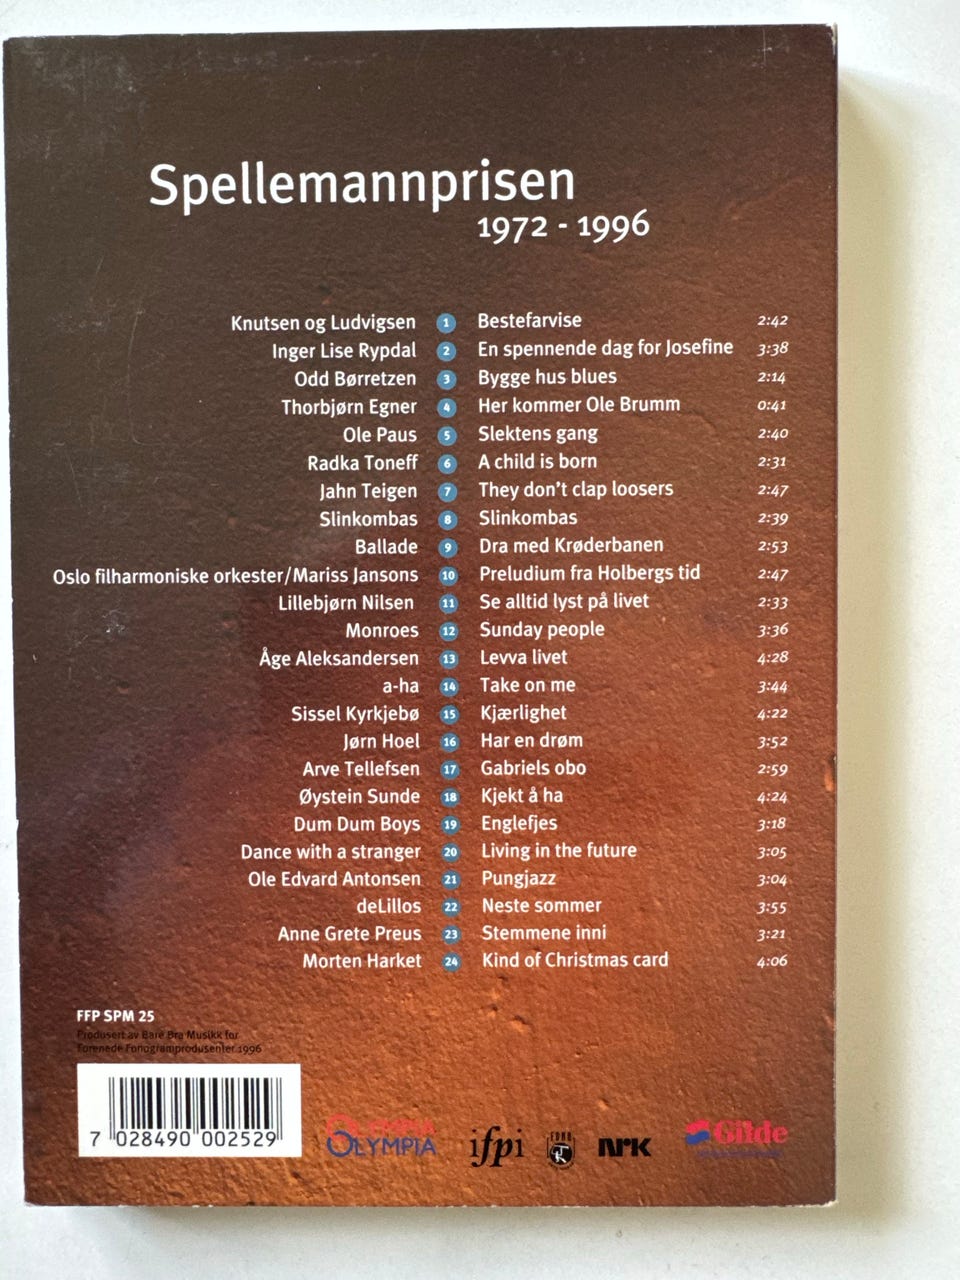 Spellemannprisen
1972 - 1996
Knutsen og Ludvigsen 1 Bestefarvise 2:42
Inger Lise Rypdal 2 En spennende dag for Josefine 3:38
Odd Børretzen 3 Bygge hus blues 2:14
Thorbjørn Egner 4 Her kommer Ole Brumm 0:41
Ole Paus 5 Slektens gang 2:40
Radka Toneff 6 A child is born 2:31
Jahn Teigen 7 They don't clap loosers 2:47
Slinkombas 8 Slinkombas 2:39
Ballade 9 Dra med Krøderbanen 2:53
Oslo filharmoniske orkester/Mariss Jansons 10 Preludium fra Holbergs tid 2:47
Lillebjørn Nilsen 11 Se alltid lyst på livet 2:33
Monroes 12 Sunday people 3:36
Åge Aleksandersen 13 Levva livet 4:28
a-ha 14 Take on me 3:44
Sissel Kyrkjebø 15 Kjærlighet 4:22
Jørn Hoel 16 Har en drøm 3:52
Arve Tellefsen 17 Gabriels obo 2:59
Øystein Sunde 18 Kjekt å ha 4:24
Dum Dum Boys 19 Englefjes 3:18
Dance with a stranger 20 Living in the future 3:05
Ole Edvard Antonsen 21 Pungjazz 3:04
deLillos 22 Neste sommer 3:55
Anne Grete Preus 23 Stemmene inni 3:21
Morten Harket 24 Kind of Christmas card 4:06
FFP SPM 25
Produsert av Bare Bra Musikk for
Forenede Fonogramprodusenter 1996
7 028490 002529
OLYMPIA ifpi FONO NRK Gilde